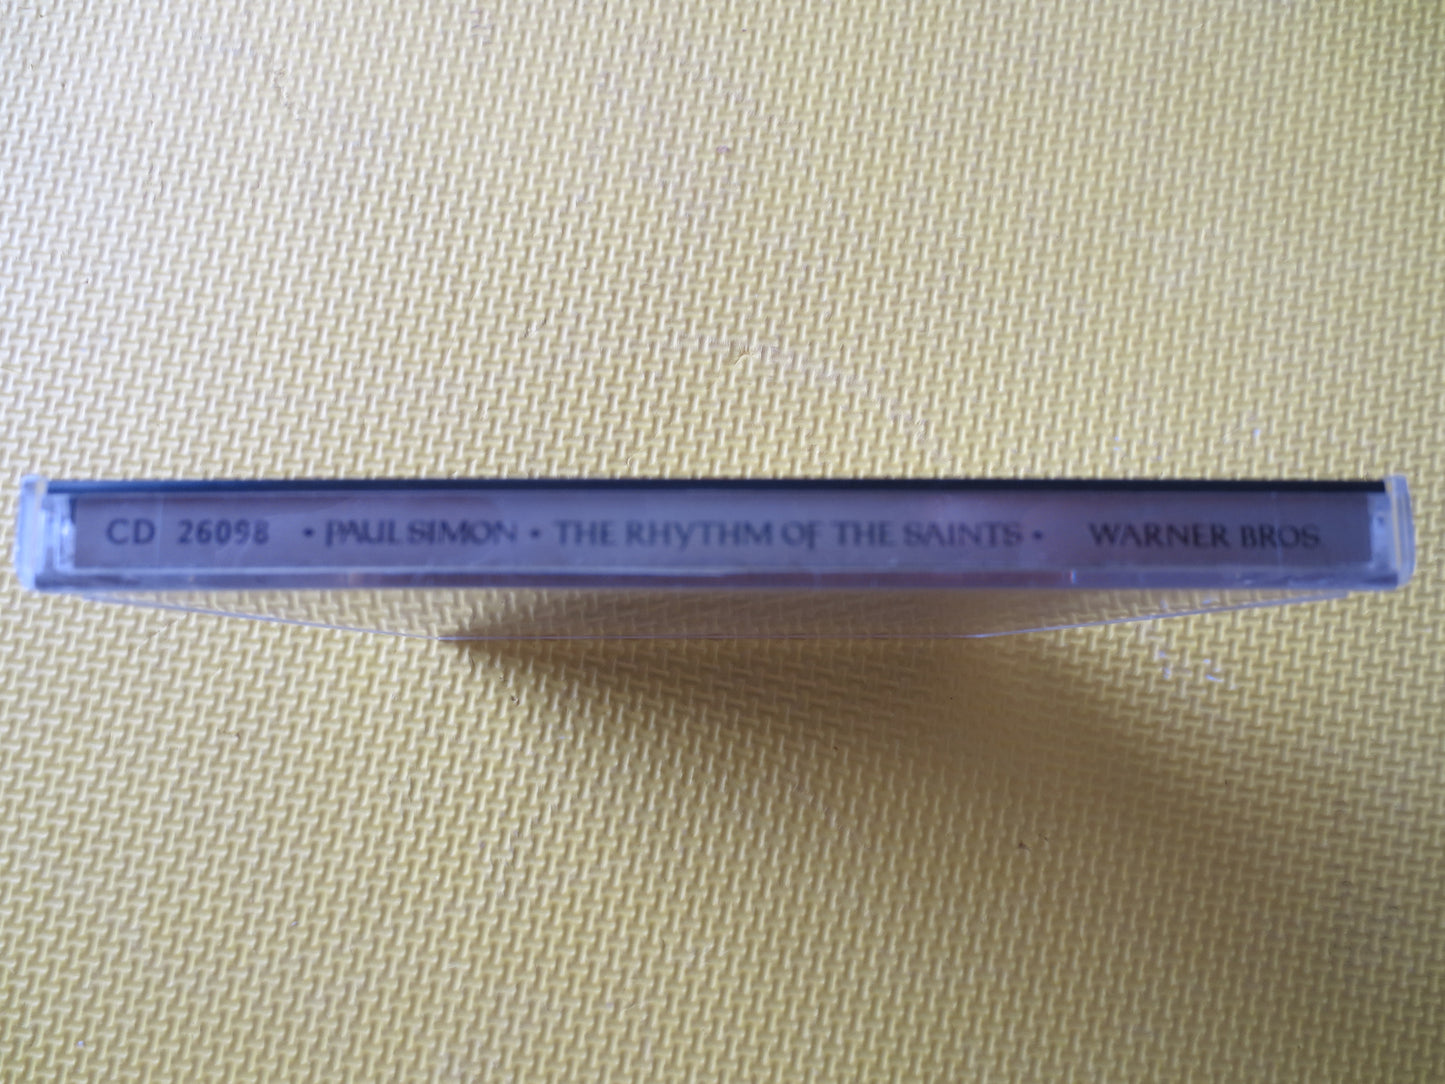 CD 26098 • PAUL SIMON • THE RHYTHM OF THE SAINTS • WARNER BROS.